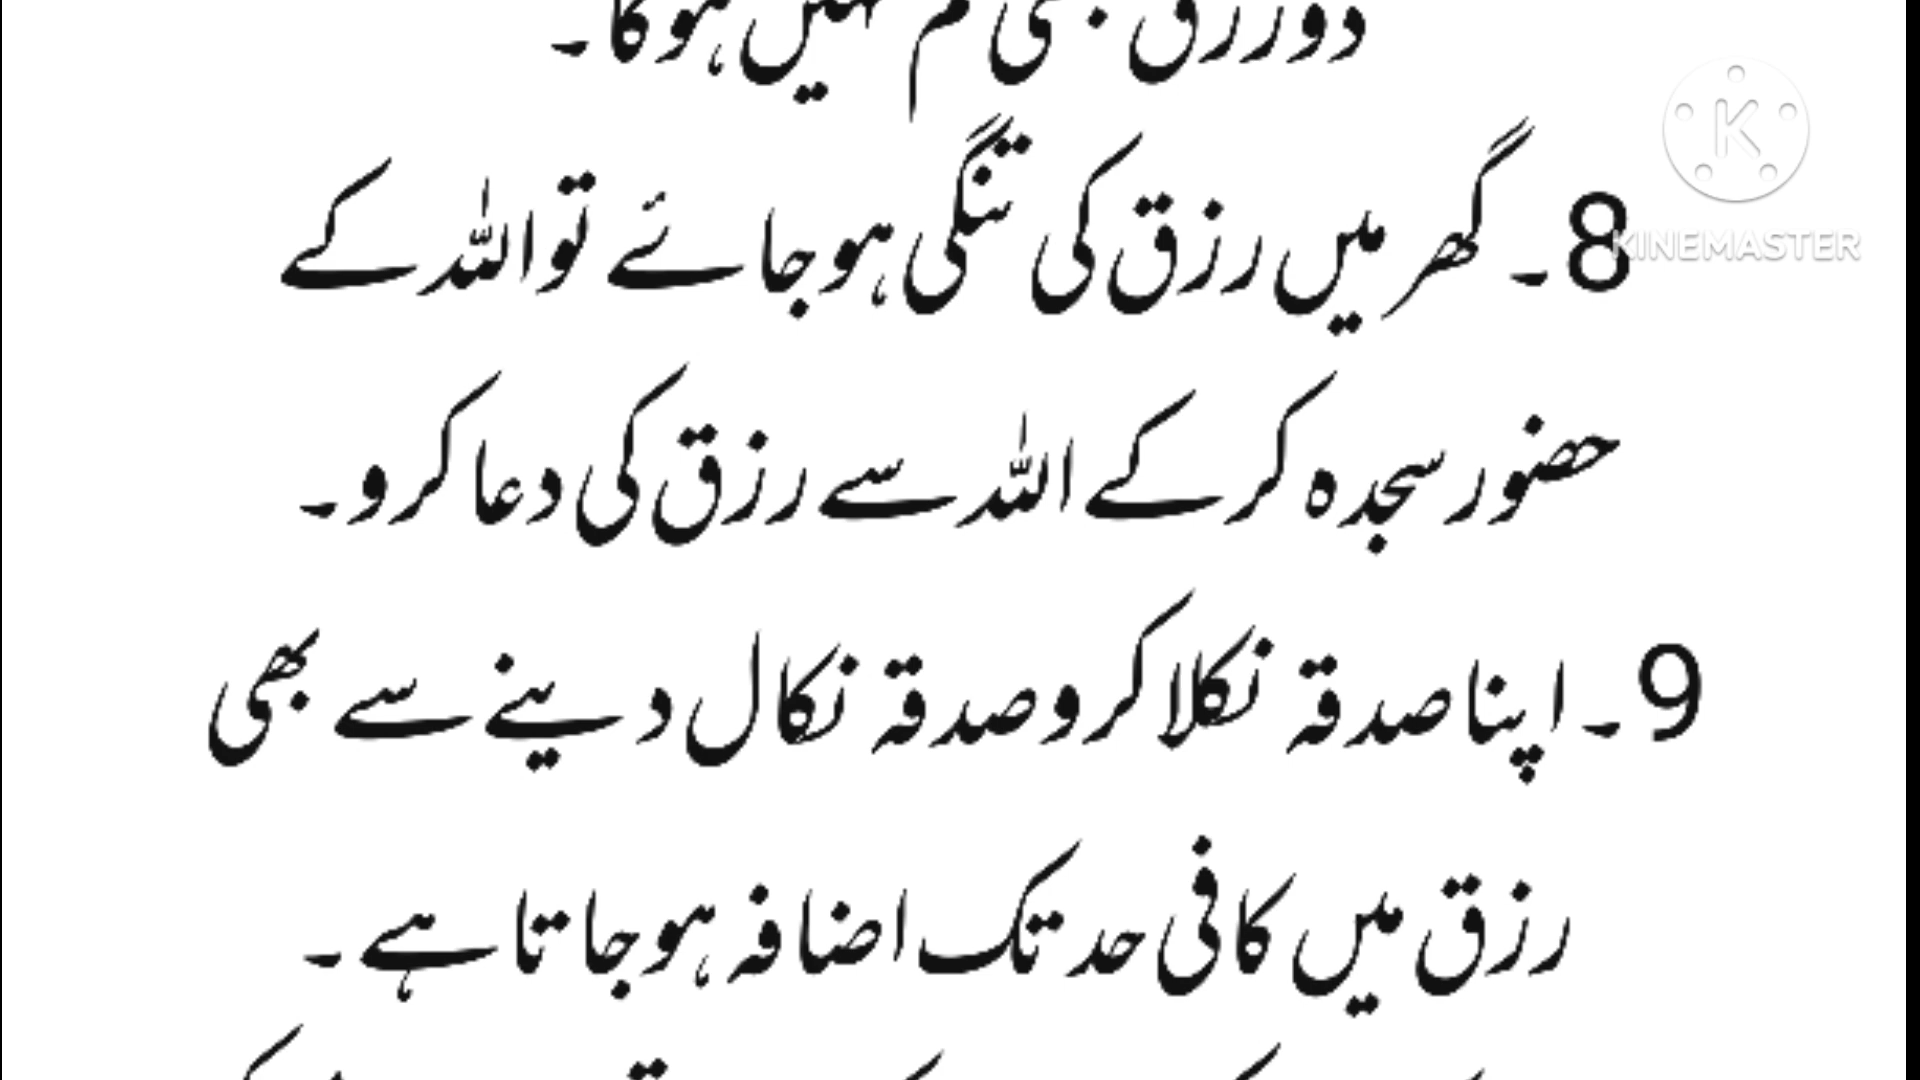 دو رزق بھی کم نہیں ہوگا۔
8۔ گھر میں رزق کی تنگی ہو جائے تو اللہ کے
حضور سجدہ کر کے اللہ سے رزق کی دعا کرو۔
9۔ اپنا صدقہ نکلا کرو صدقہ نکال دینے سے بھی
رزق میں کافی حد تک اضافہ ہو جاتا ہے۔
KINEMASTER